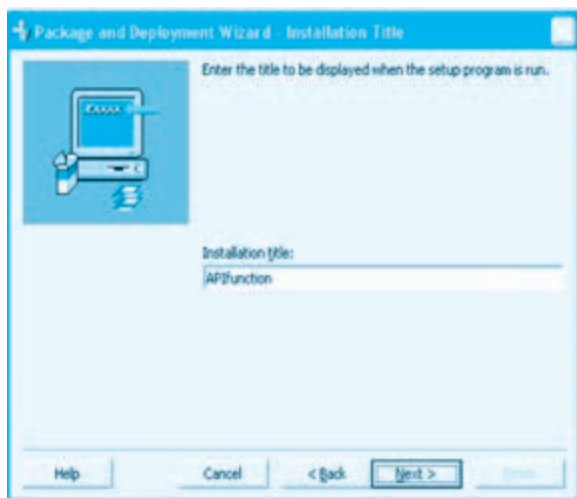 Package and Deployment Wizard - Installation Title
Enter the title to be displayed when the setup program is run.
Installation title:
APIfunction
Help
Cancel
< Back
Next >